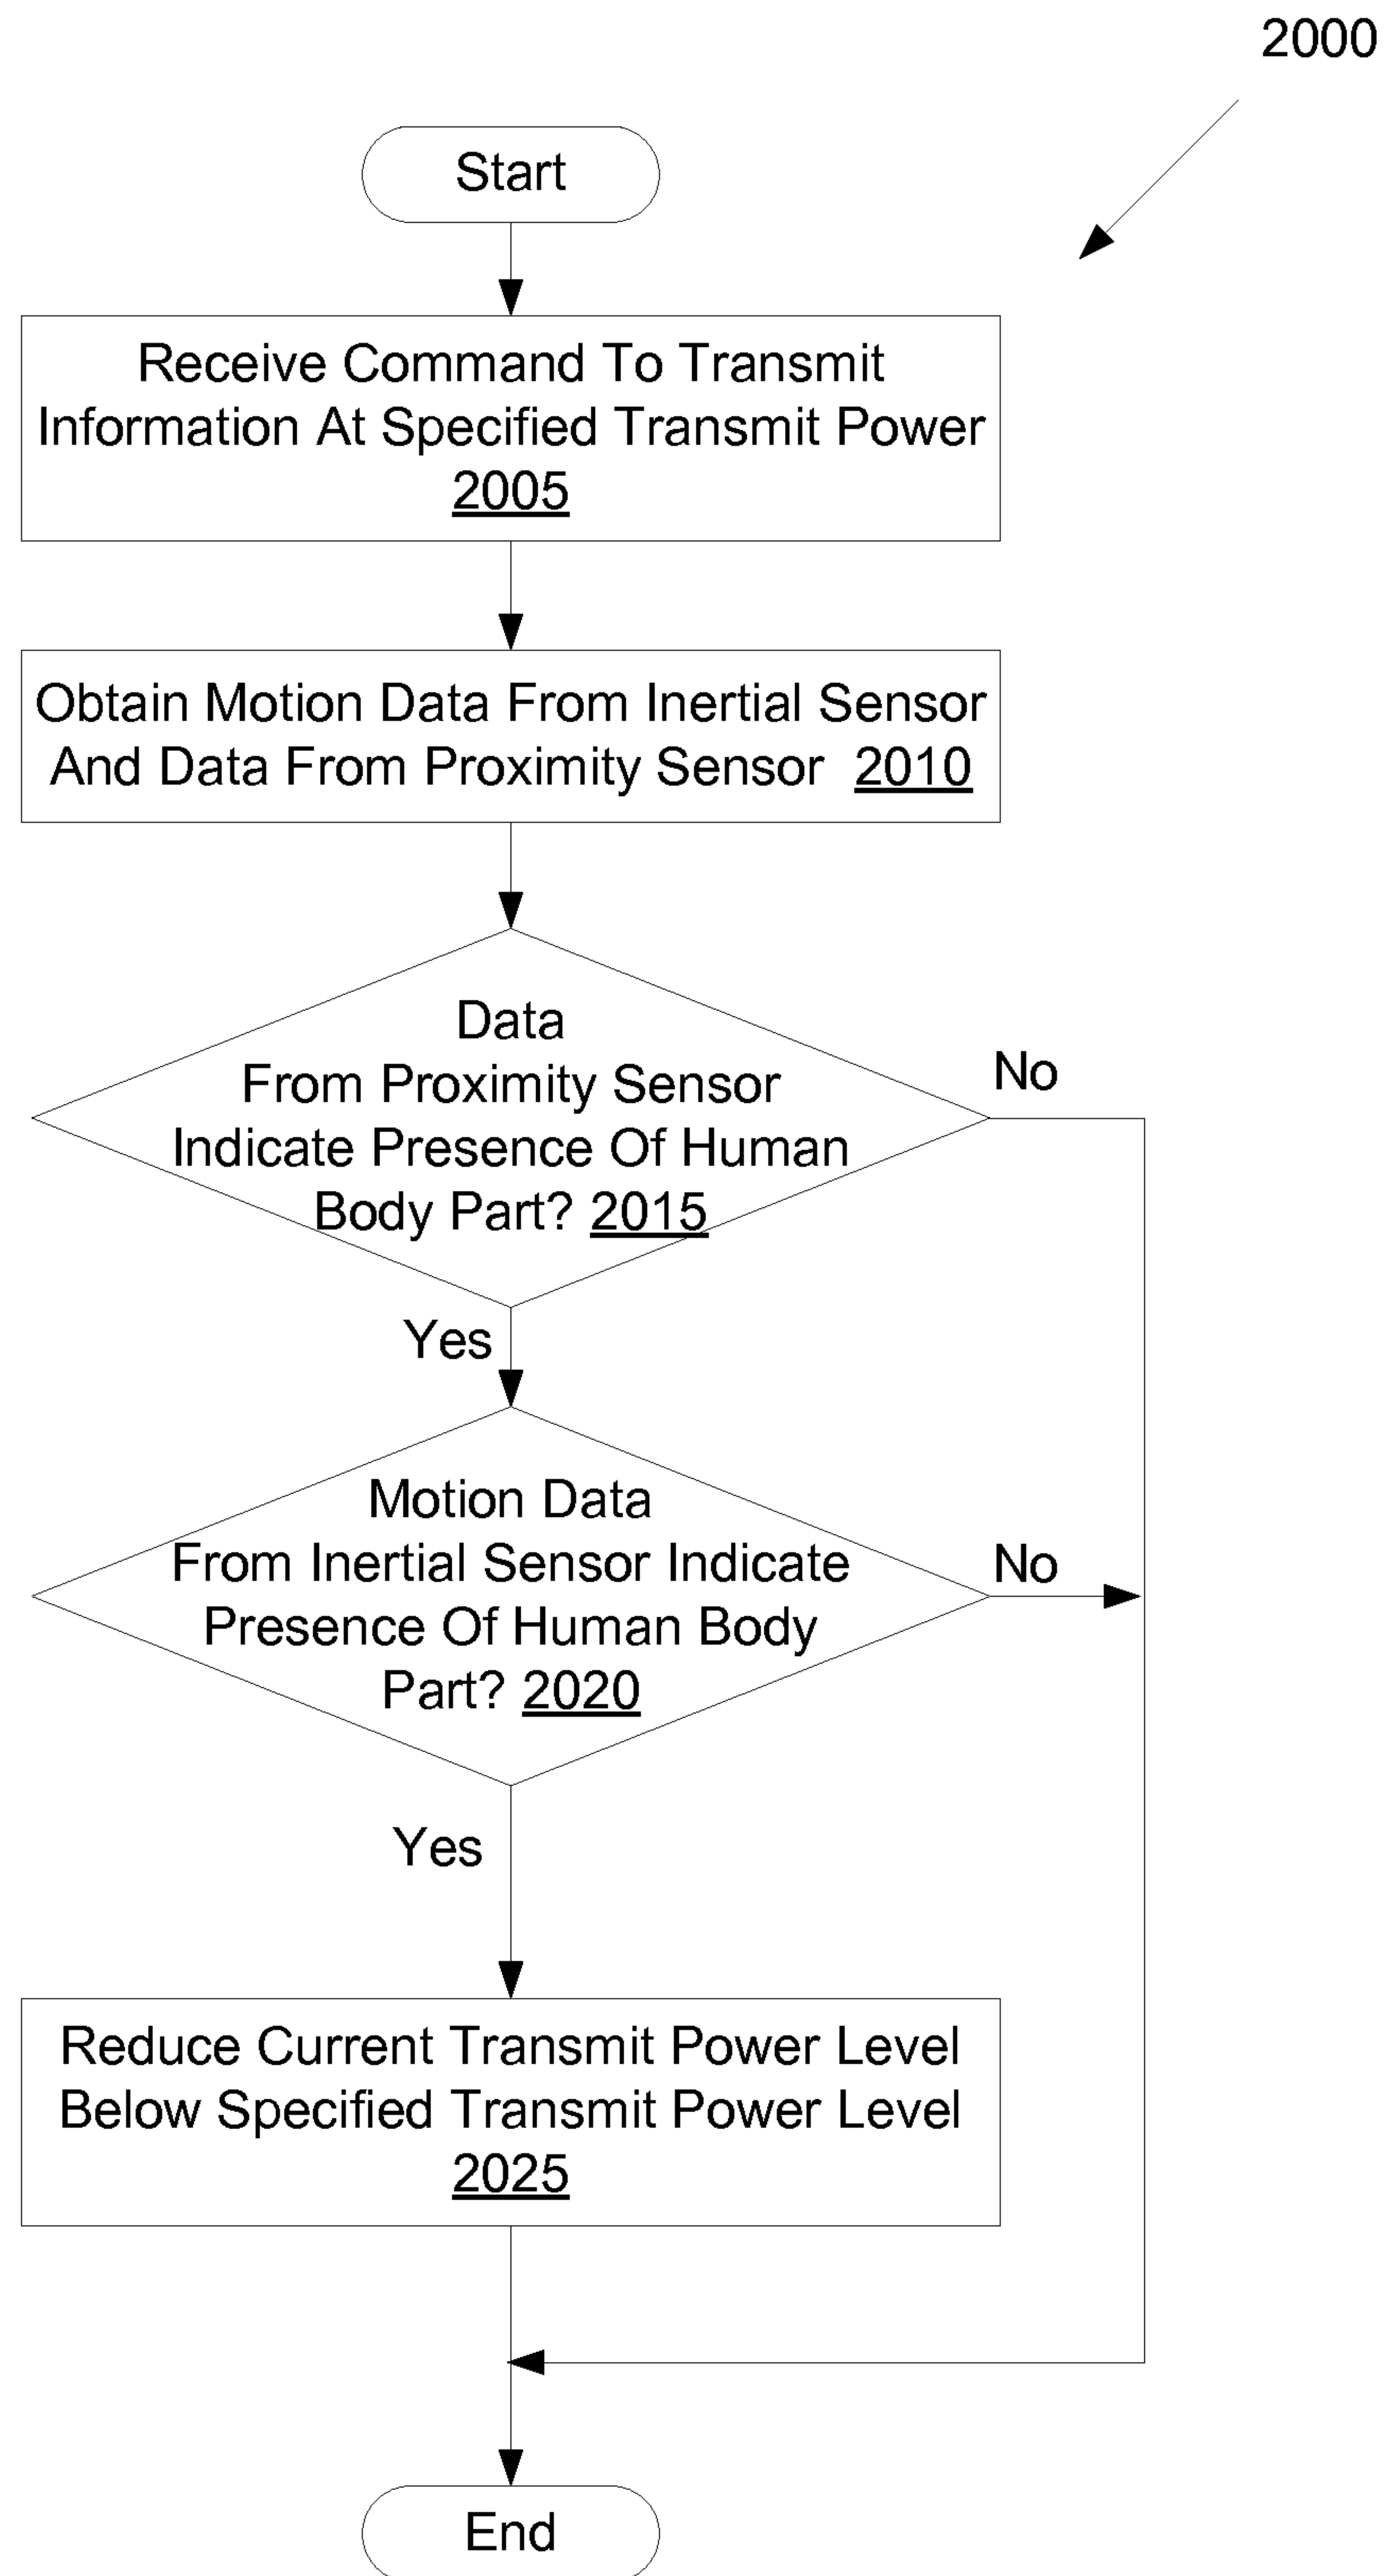 2000
Start
Receive Command To Transmit
Information At Specified Transmit Power
2005
Obtain Motion Data From Inertial Sensor
And Data From Proximity Sensor 2010
Data
From Proximity Sensor
Indicate Presence Of Human
Body Part? 2015
No
Yes
Motion Data
From Inertial Sensor Indicate
Presence Of Human Body
Part? 2020
No
Yes
Reduce Current Transmit Power Level
Below Specified Transmit Power Level
2025
End